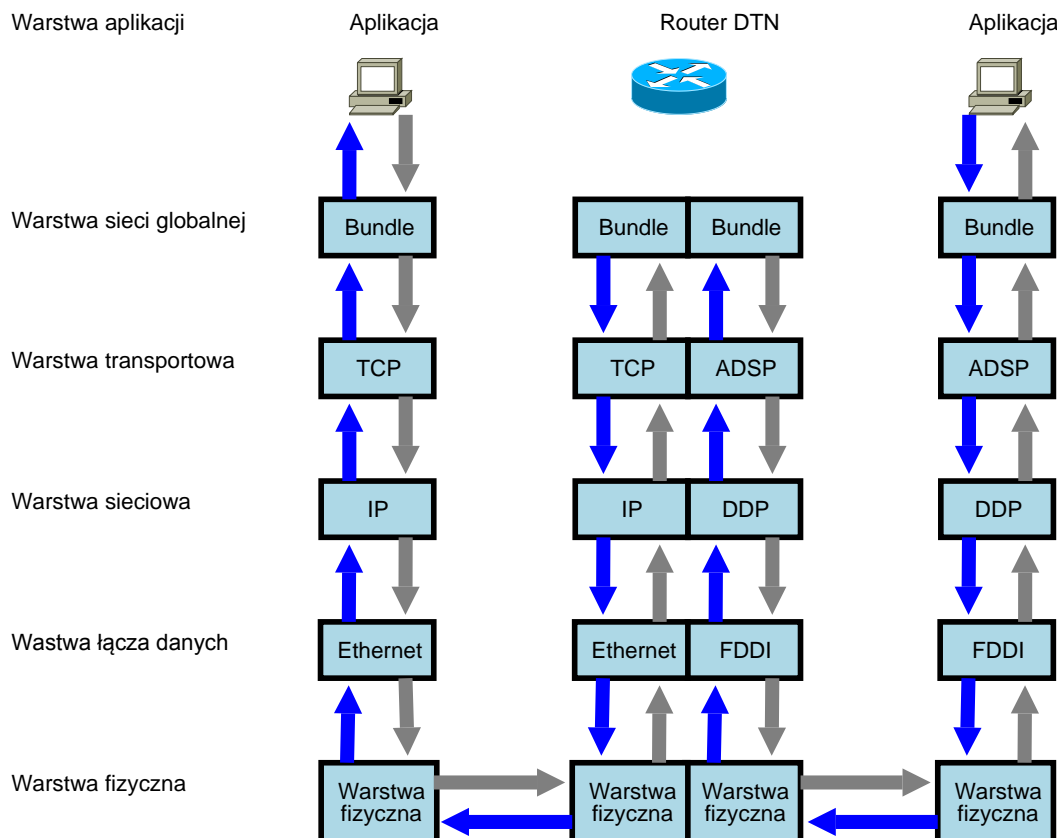 Warstwa aplikacji Aplikacja Router DTN Aplikacja
Warstwa sieci globalnej Bundle Bundle Bundle Bundle
Warstwa transportowa TCP TCP ADSP ADSP
Warstwa sieciowa IP IP DDP DDP
Wastwa łącza danych Ethernet Ethernet FDDI FDDI
Warstwa fizyczna Warstwa fizyczna Warstwa fizyczna Warstwa fizyczna Warstwa fizyczna